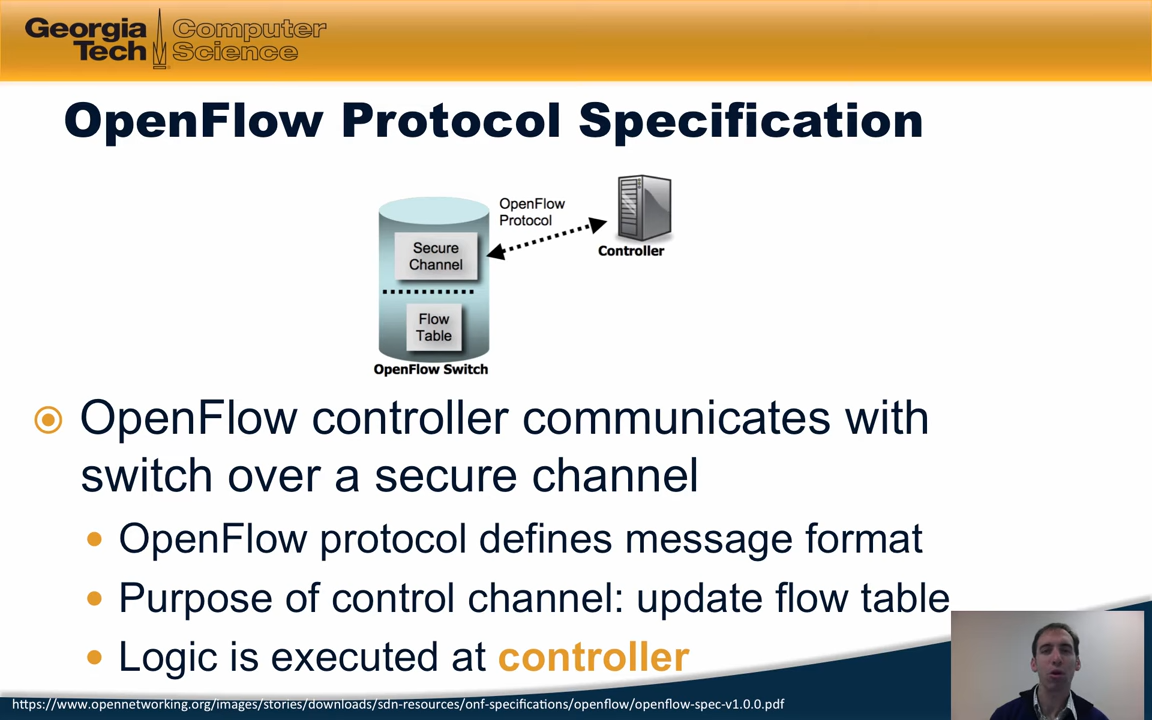 Georgia Tech
Computer Science
OpenFlow Protocol Specification
OpenFlow
Protocol
Secure
Channel
Controller
Flow
Table
OpenFlow Switch
OpenFlow controller communicates with
switch over a secure channel
OpenFlow protocol defines message format
Purpose of control channel: update flow table
Logic is executed at controller
https://www.opennetworking.org/images/stories/downloads/sdn-resources/onf-specifications/openflow/openflow-spec-v1.0.0.pdf